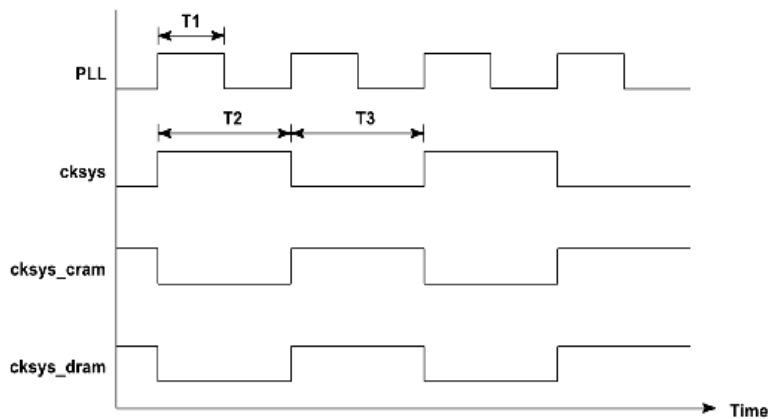 T1
PLL
T2 T3
cksys
cksys_cram
cksys_dram
Time